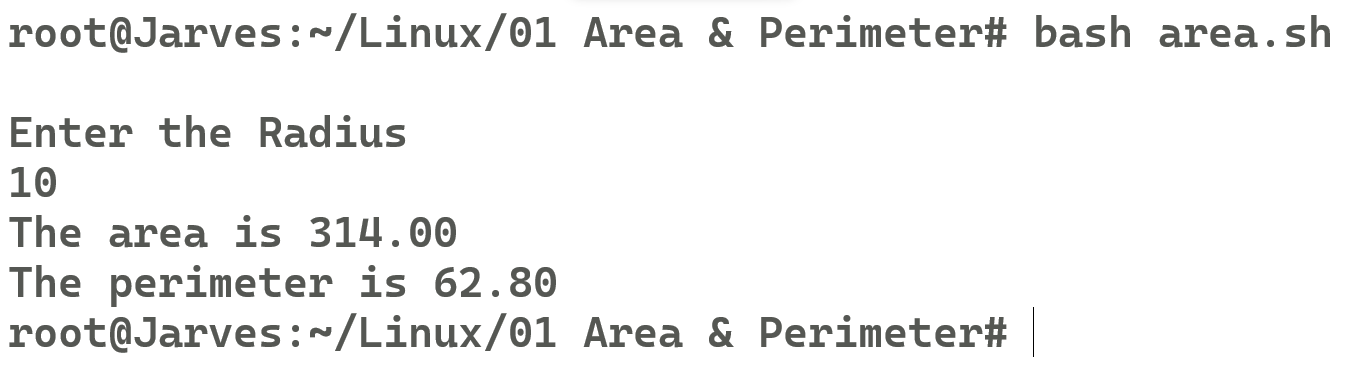 root@Jarves:~/Linux/01 Area & Perimeter# bash area.sh
Enter the Radius
10
The area is 314.00
The perimeter is 62.80
root@Jarves:~/Linux/01 Area & Perimeter#